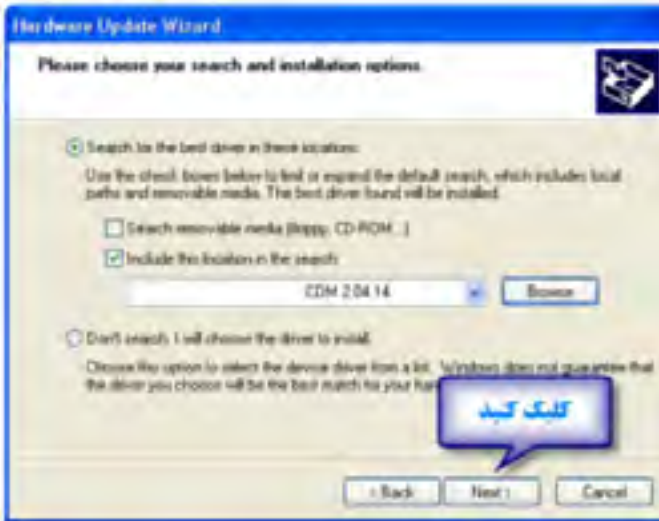 Hardware Update Wizard
Please choose your search and installation options.
Search for the best driver in these locations.
Use the check boxes below to limit or expand the default search, which includes local
paths and removable media. The best driver found will be installed.
Search removable media (floppy, CD-ROM...)
Include this location in the search:
CDM 2.04.14
Browse
Don't search. I will choose the driver to install.
Choose this option to select the device driver from a list. Windows does not guarantee that
the driver you choose will be the best match for your
کلیک کنید
< Back
Next >
Cancel